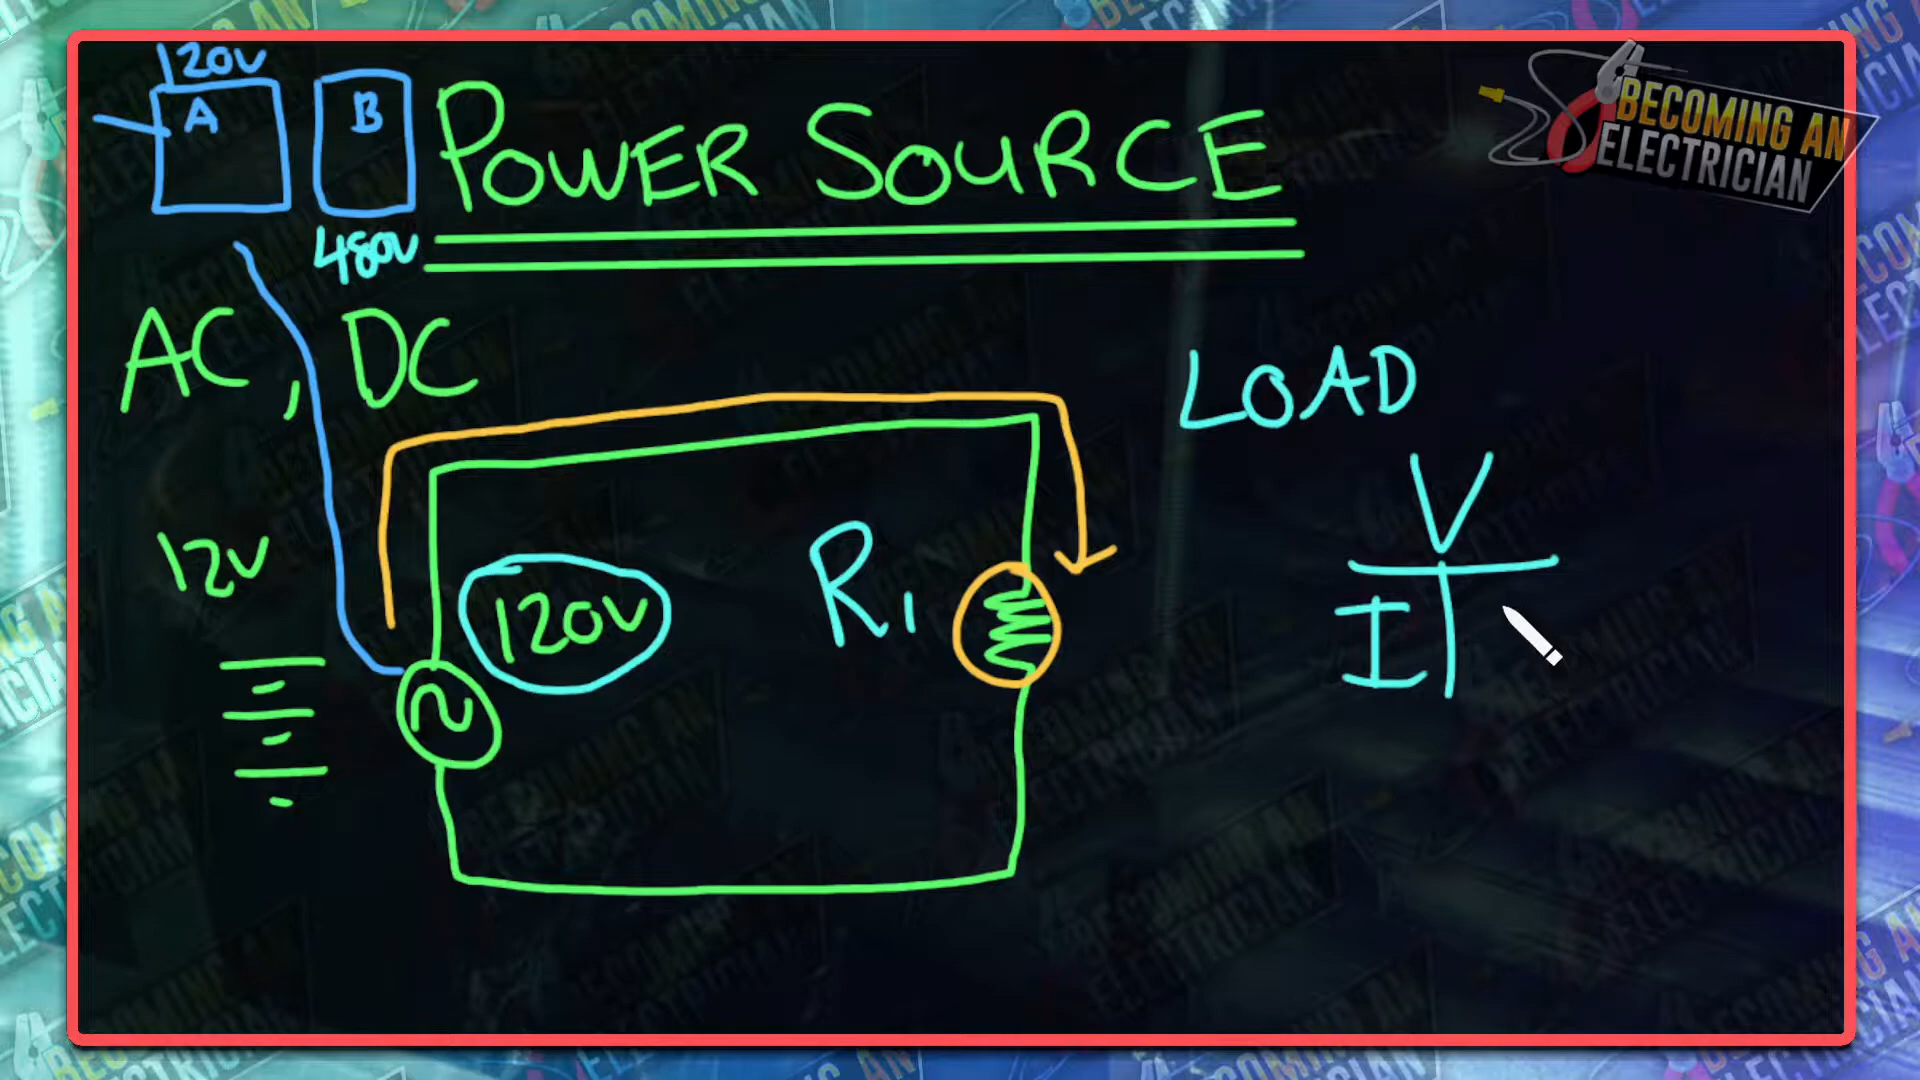 120V
A
B
POWER SOURCE
480V
AC, DC
LOAD
12V
120V
R1
V
I
BECOMING AN
ELECTRICIAN